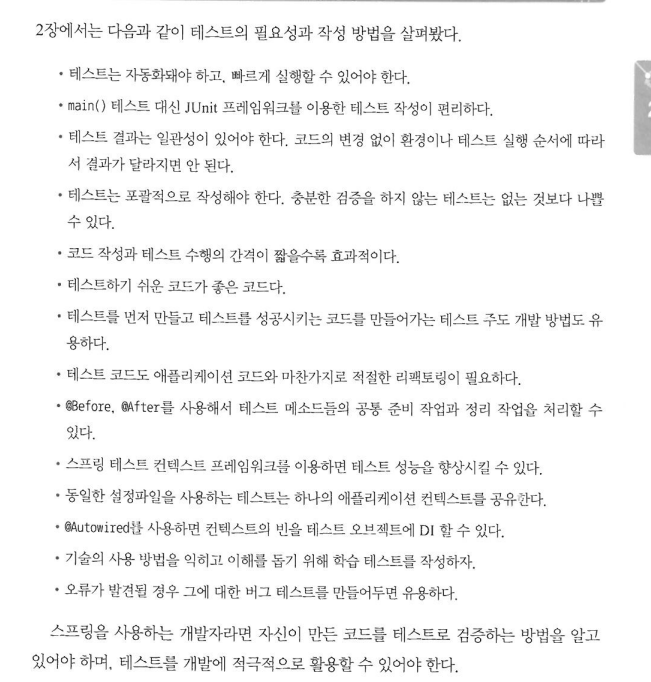 2장에서는 다음과 같이 테스트의 필요성과 작성 방법을 살펴봤다.
• 테스트는 자동화돼야 하고, 빠르게 실행할 수 있어야 한다.
• main() 테스트 대신 JUnit 프레임워크를 이용한 테스트 작성이 편리하다.
• 테스트 결과는 일관성이 있어야 한다. 코드의 변경 없이 환경이나 테스트 실행 순서에 따라
서 결과가 달라지면 안 된다.
• 테스트는 포괄적으로 작성해야 한다. 충분한 검증을 하지 않는 테스트는 없는 것보다 나쁠
수 있다.
• 코드 작성과 테스트 수행의 간격이 짧을수록 효과적이다.
• 테스트하기 쉬운 코드가 좋은 코드다.
• 테스트를 먼저 만들고 테스트를 성공시키는 코드를 만들어가는 테스트 주도 개발 방법도 유
용하다.
• 테스트 코드도 애플리케이션 코드와 마찬가지로 적절한 리팩토링이 필요하다.
• @Before, @After를 사용해서 테스트 메소드들의 공통 준비 작업과 정리 작업을 처리할 수
있다.
• 스프링 테스트 컨텍스트 프레임워크를 이용하면 테스트 성능을 향상시킬 수 있다.
• 동일한 설정파일을 사용하는 테스트는 하나의 애플리케이션 컨텍스트를 공유한다.
• @Autowired를 사용하면 컨텍스트의 빈을 테스트 오브젝트에 DI 할 수 있다.
• 기술의 사용 방법을 익히고 이해를 돕기 위해 학습 테스트를 작성하자.
• 오류가 발견될 경우 그에 대한 버그 테스트를 만들어두면 유용하다.
스프링을 사용하는 개발자라면 자신이 만든 코드를 테스트로 검증하는 방법을 알고
있어야 하며, 테스트를 개발에 적극적으로 활용할 수 있어야 한다.